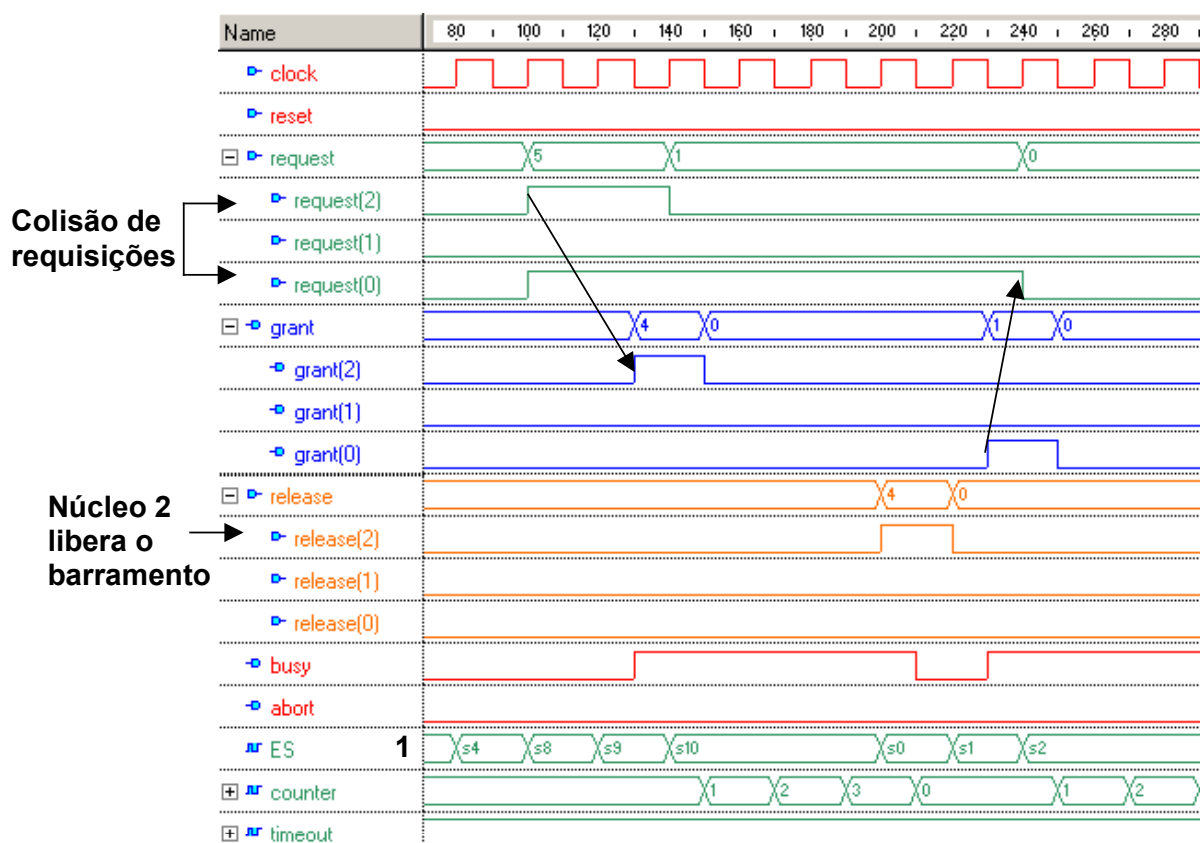 Name 80 100 120 140 160 180 200 220 240 260 280
clock
reset
request 5 1 0
request(2)
Colisão de
requisições
request(1)
request(0)
grant 4 0 1 0
grant(2)
grant(1)
grant(0)
release 4 0
Núcleo 2
libera o
barramento
release(2)
release(1)
release(0)
busy
abort
ES 1 s4 s8 s9 s10 s0 s1 s2
counter 1 2 3 0 1 2
timeout